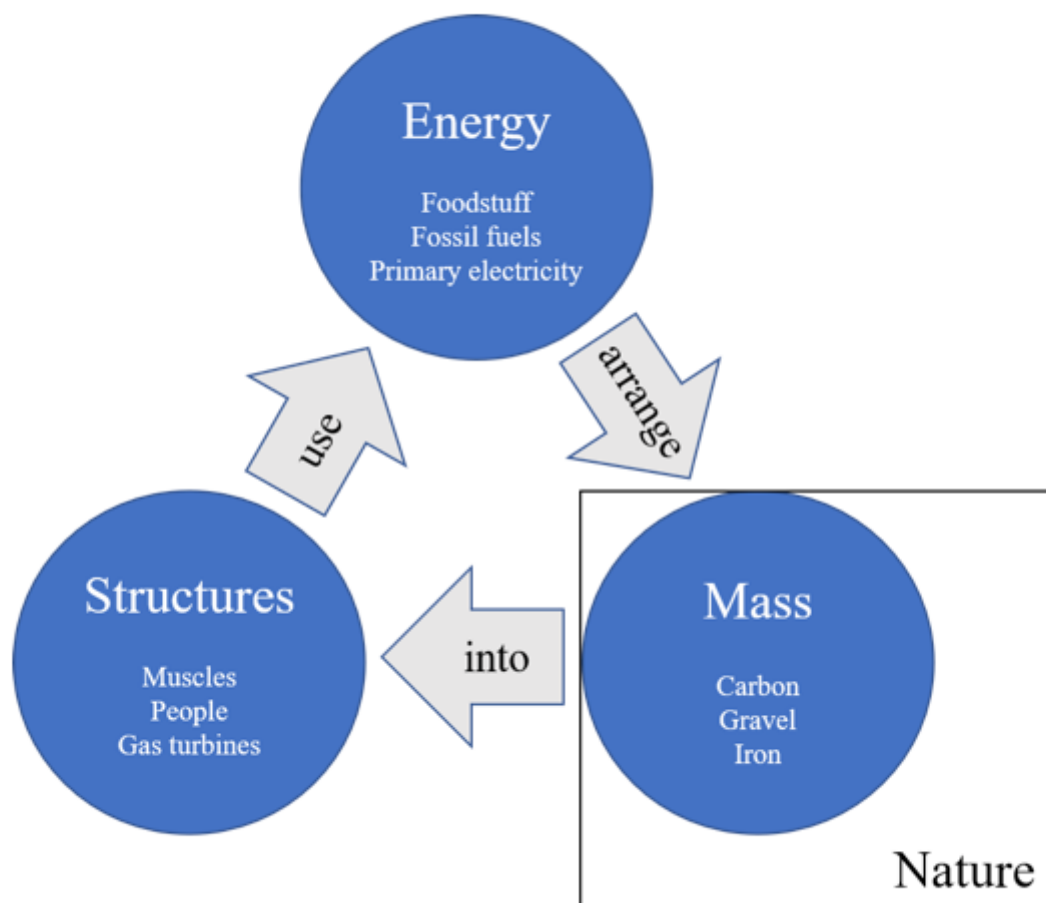 Energy
Foodstuff
Fossil fuels
Primary electricity
arrange
use
Structures
Muscles
People
Gas turbines
into
Mass
Carbon
Gravel
Iron
Nature